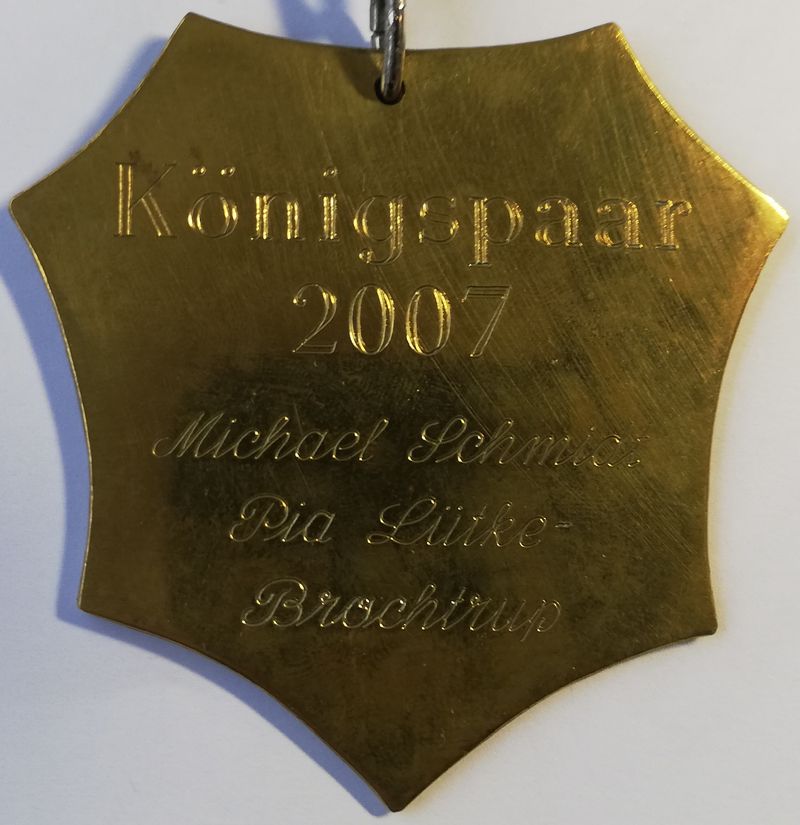 Königspaar
2007
Michael Schmidt
Pia Lütke-
Brochtrup